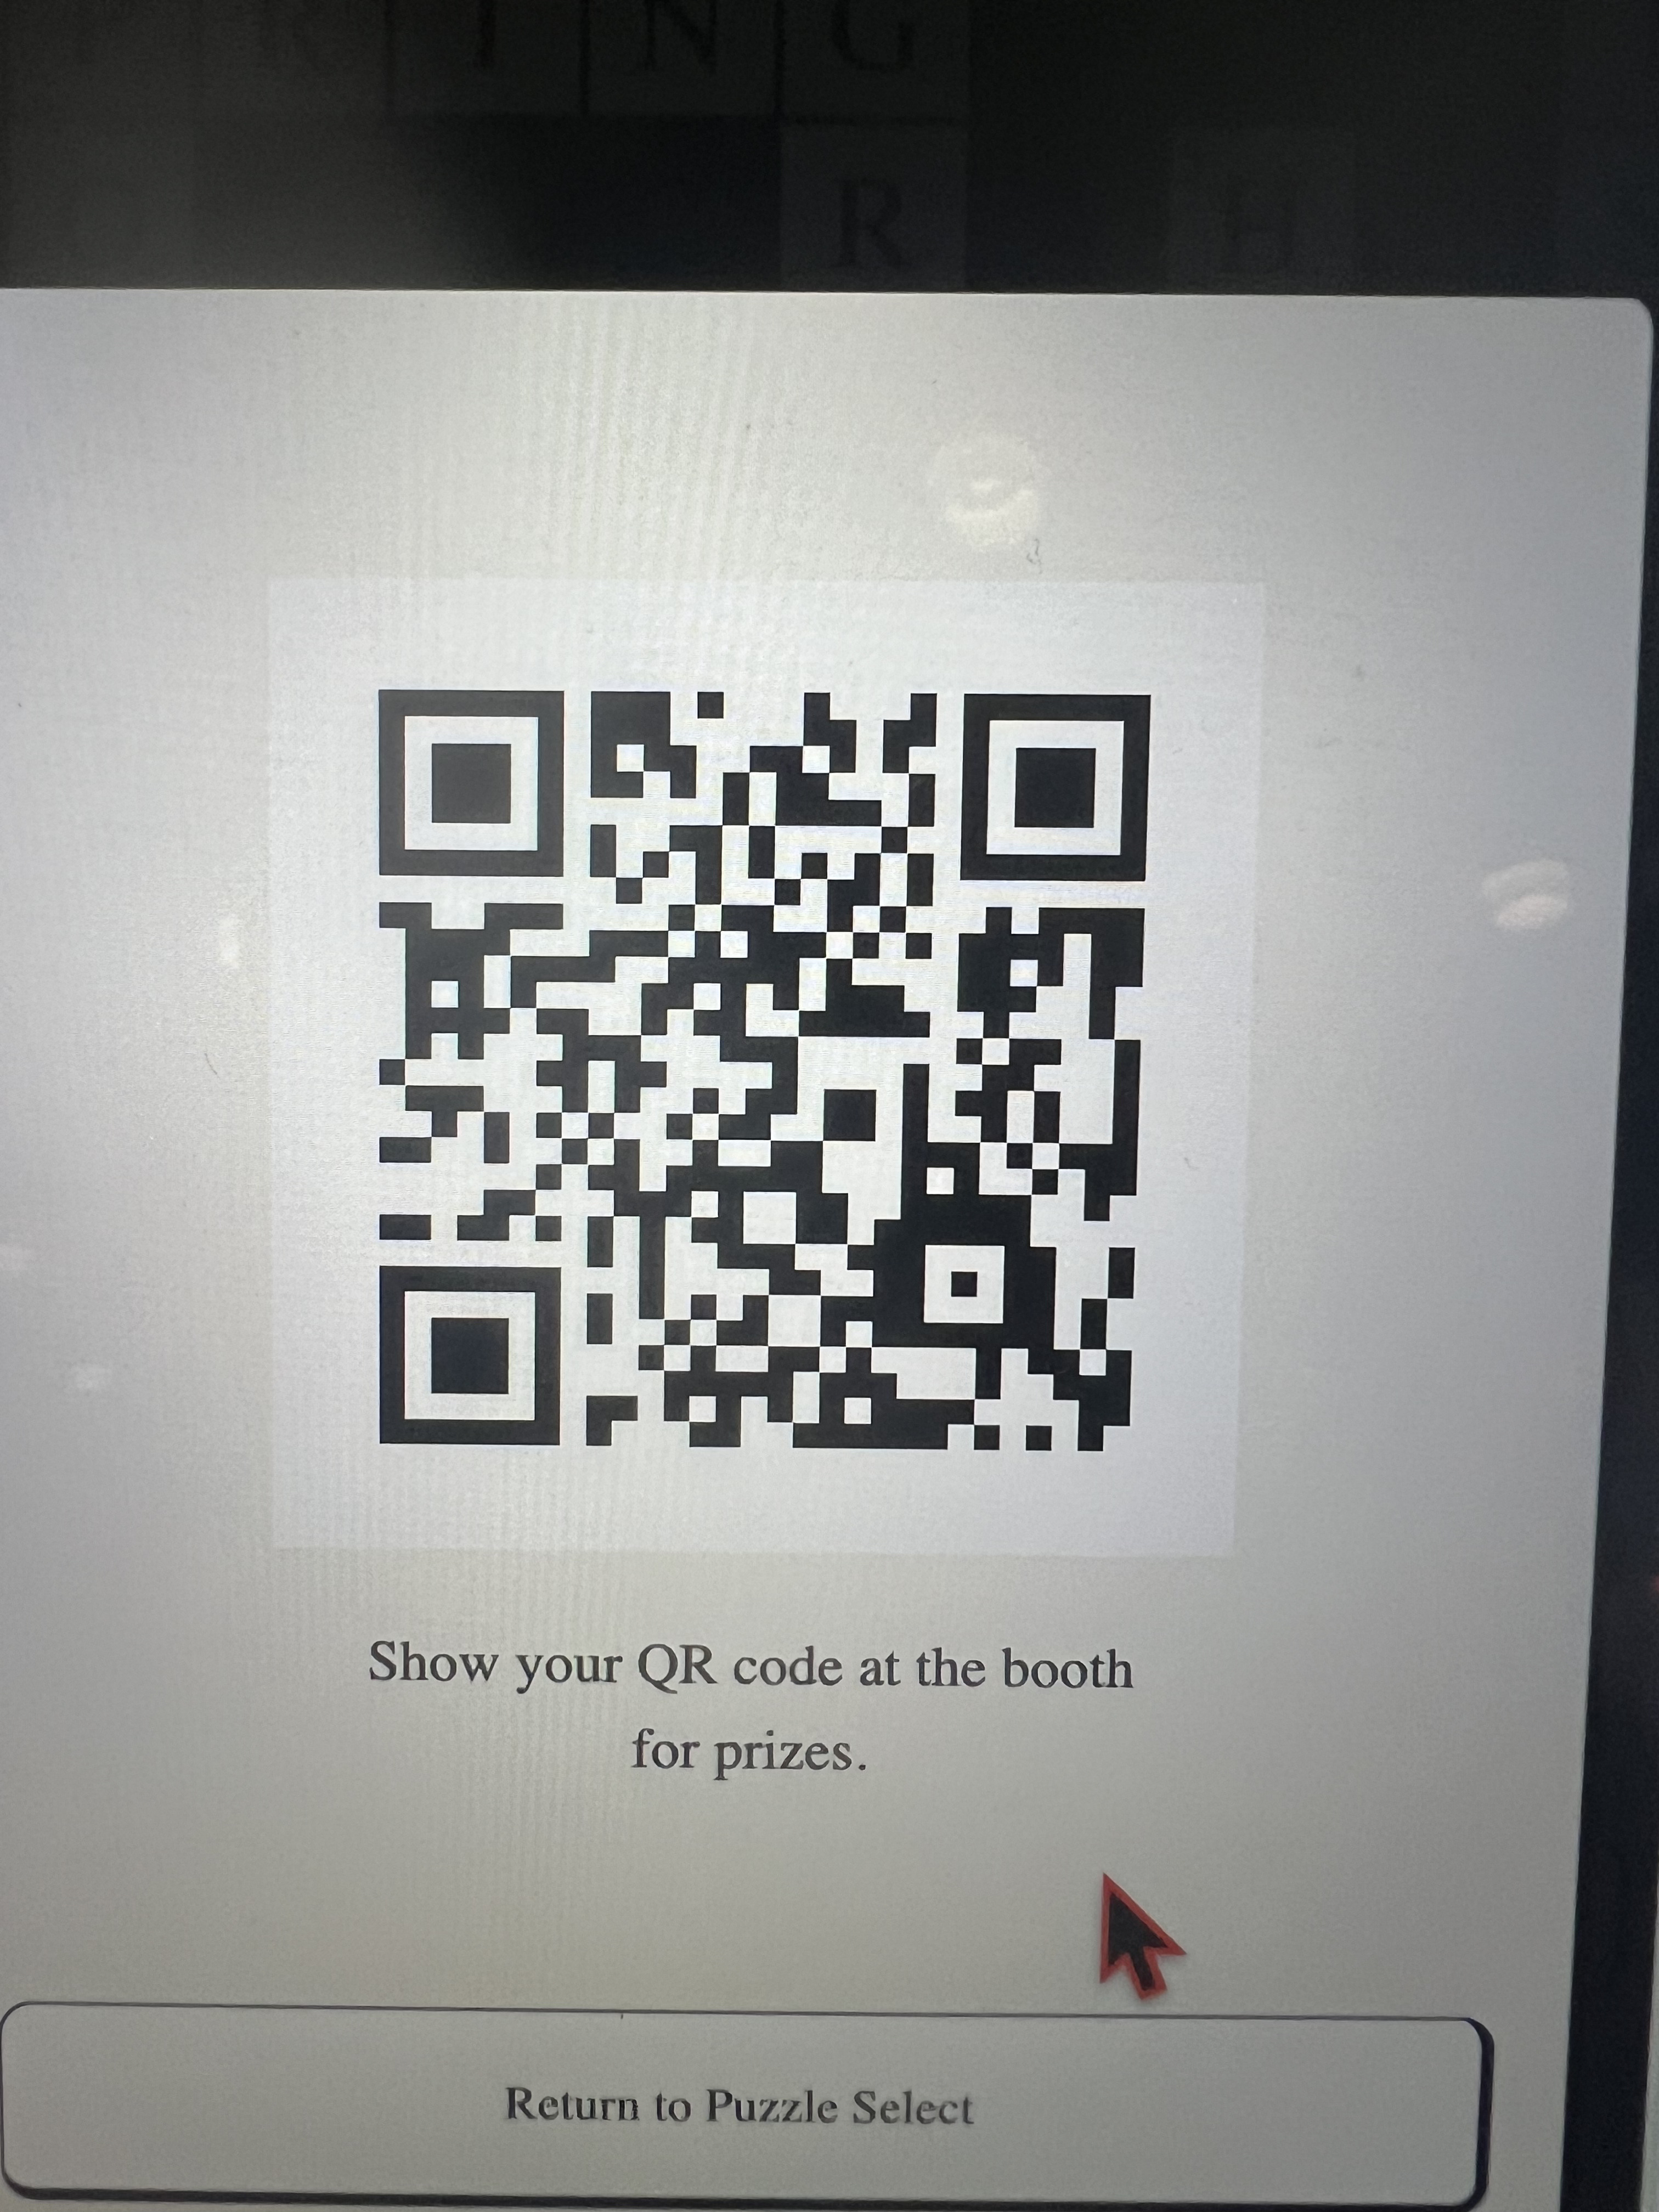 I N G
R H
Show your QR code at the booth
for prizes.
Return to Puzzle Select